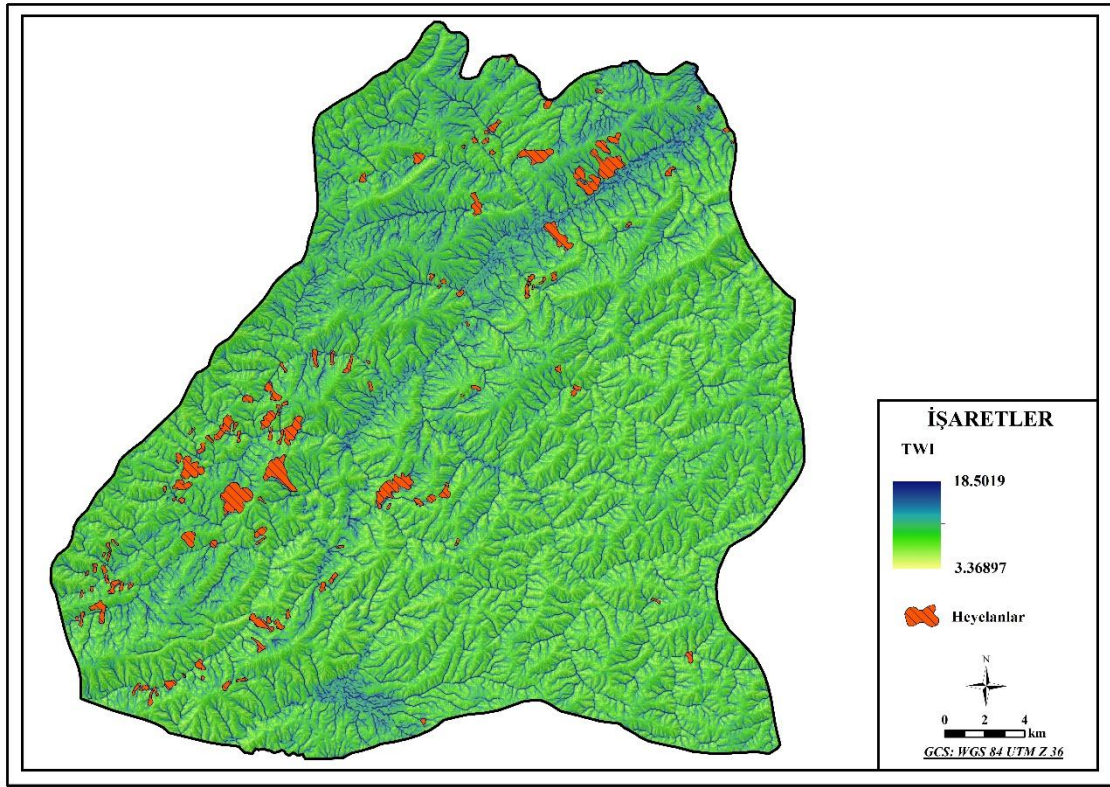 İŞARETLER
TWI
18.5019
3.36897
Heyelanlar
N
0 2 4
km
GCS: WGS 84 UTM Z 36